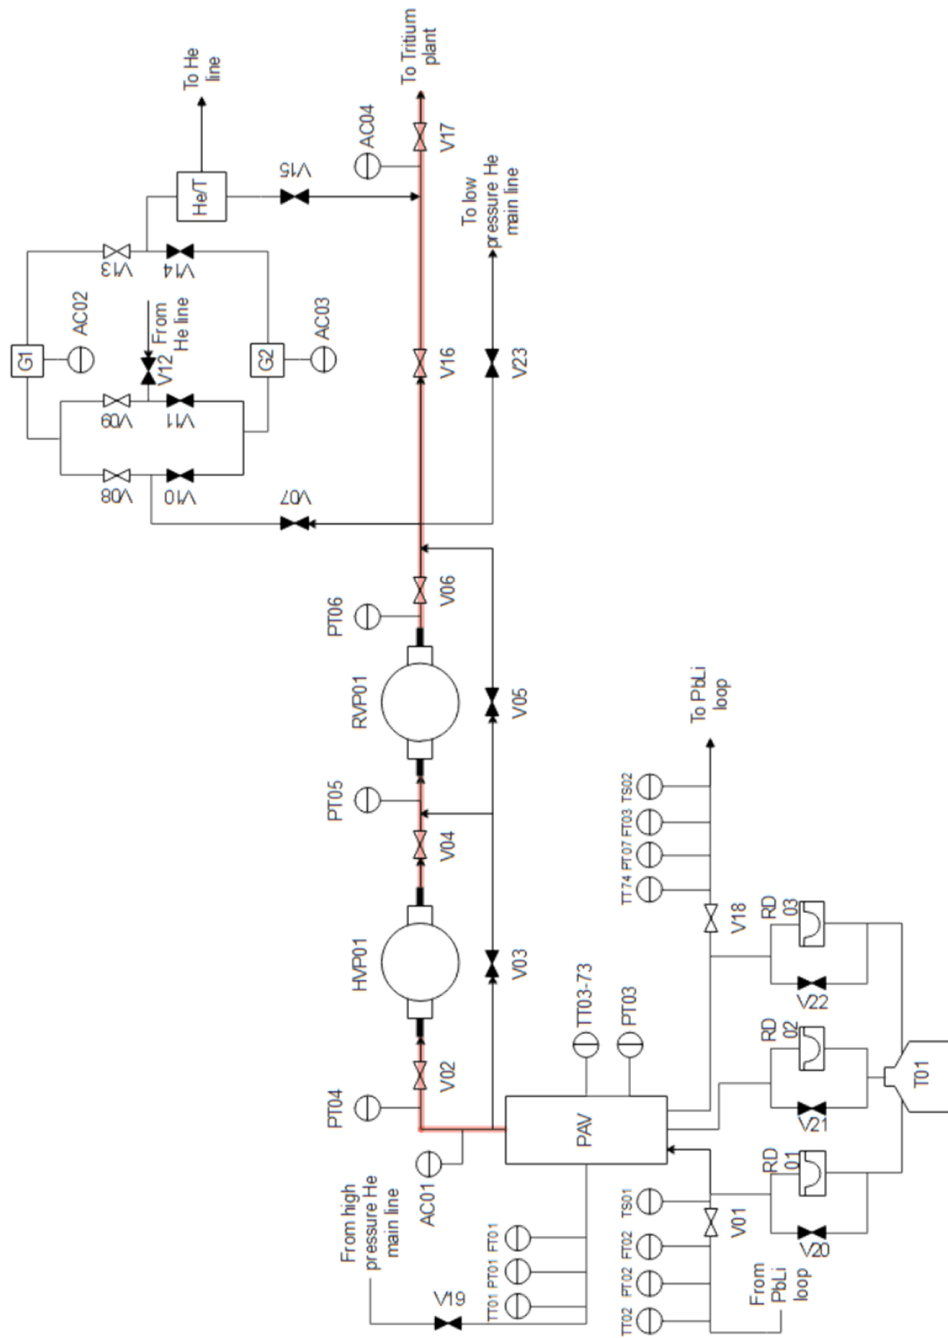 To He
line
He/T
V15
AC04
To Tritium
plant
V17
V13
V14
G1
AC02
From
He line
V12
G2
AC03
To low
pressure He
main line
V09
V11
V16
V23
V08
V10
V07
PT06
V06
RVP01
V05
PT05
V04
HVP01
V03
To PbLi
loop
TT74
PT07
FT03
TS02
V18
RD
03
V22
RD
02
V21
RD
01
V20
T01
TT03-73
PT03
PT04
V02
AC01
PAV
From high
pressure He
main line
V19
TT01
PT01
FT01
TT02
PT02
FT02
TS01
V01
From
PbLi
loop